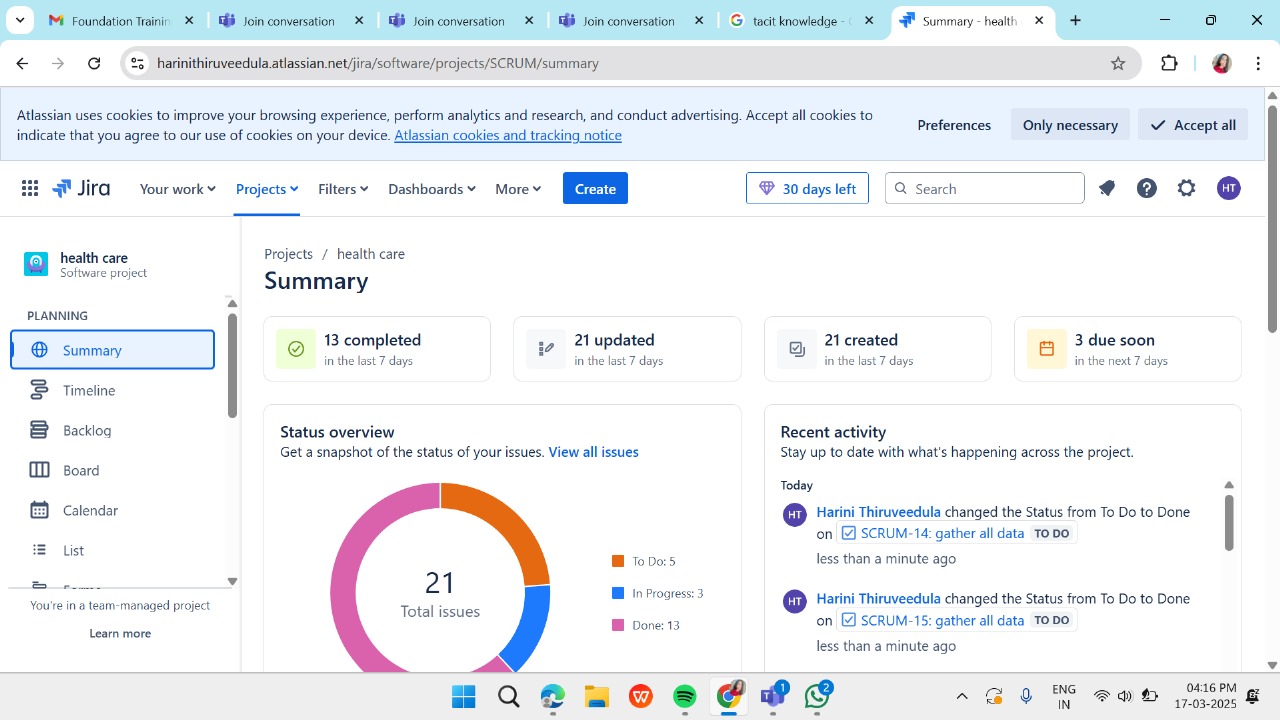 Foundation Trainin
Join conversation
Join conversation
Join conversation
tacit knowledge -
Summary - health
harinithiruveedula.atlassian.net/jira/software/projects/SCRUM/summary
Atlassian uses cookies to improve your browsing experience, perform analytics and research, and conduct advertising. Accept all cookies to
indicate that you agree to our use of cookies on your device. Atlassian cookies and tracking notice
Preferences
Only necessary
Accept all
Jira
Your work
Projects
Filters
Dashboards
More
Create
30 days left
Search
HT
health care
Software project
PLANNING
Summary
Timeline
Backlog
Board
Calendar
List
You're in a team-managed project
Learn more
Projects / health care
Summary
13 completed
in the last 7 days
21 updated
in the last 7 days
21 created
in the last 7 days
3 due soon
in the next 7 days
Status overview
Get a snapshot of the status of your issues. View all issues
21
Total issues
To Do: 5
In Progress: 3
Done: 13
Recent activity
Stay up to date with what's happening across the project.
Today
HT
Harini Thiruveedula changed the Status from To Do to Done
on SCRUM-14: gather all data TO DO
less than a minute ago
HT
Harini Thiruveedula changed the Status from To Do to Done
on SCRUM-15: gather all data TO DO
less than a minute ago
1
2
ENG
IN
04:16 PM
17-03-2025